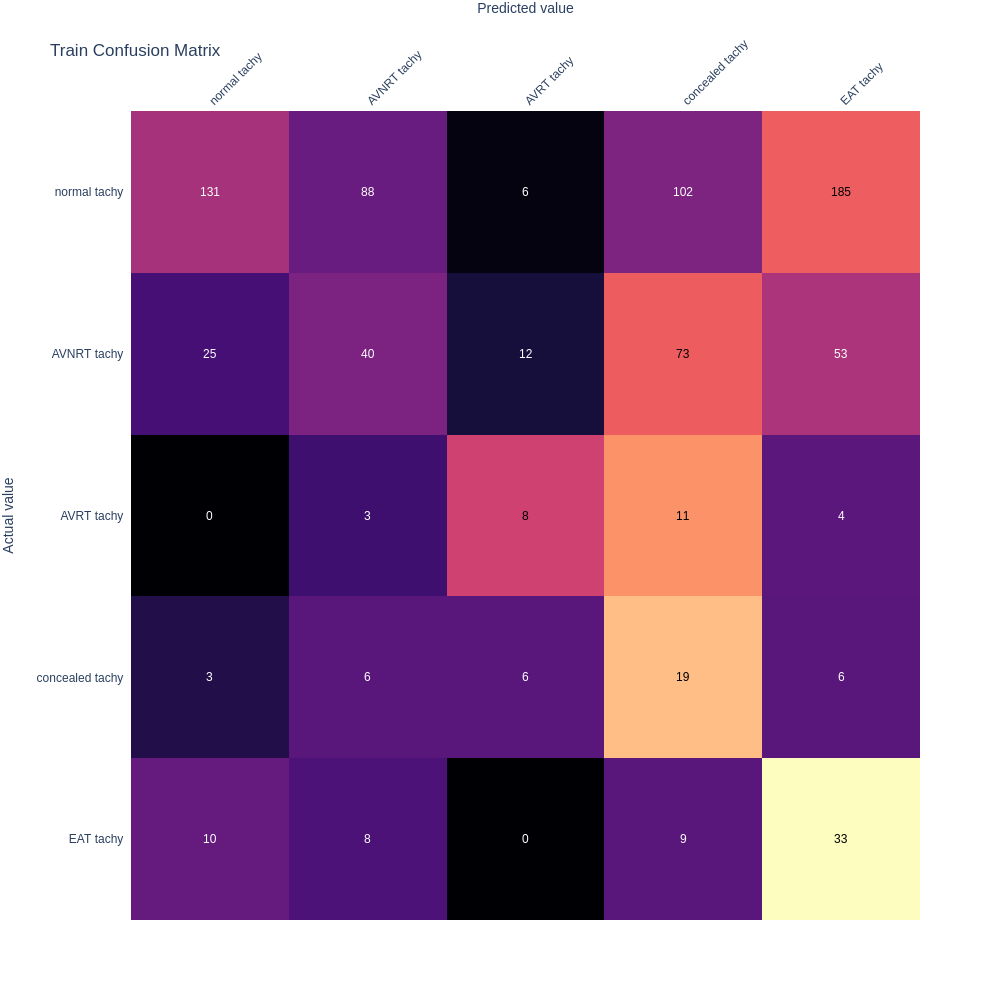 Predicted value
Train Confusion Matrix
normal tachy
AVNRT tachy
AVRT tachy
concealed tachy
EAT tachy
normal tachy 131 88 6 102 185
AVNRT tachy 25 40 12 73 53
Actual value
AVRT tachy 0 3 8 11 4
concealed tachy 3 6 6 19 6
EAT tachy 10 8 0 9 33